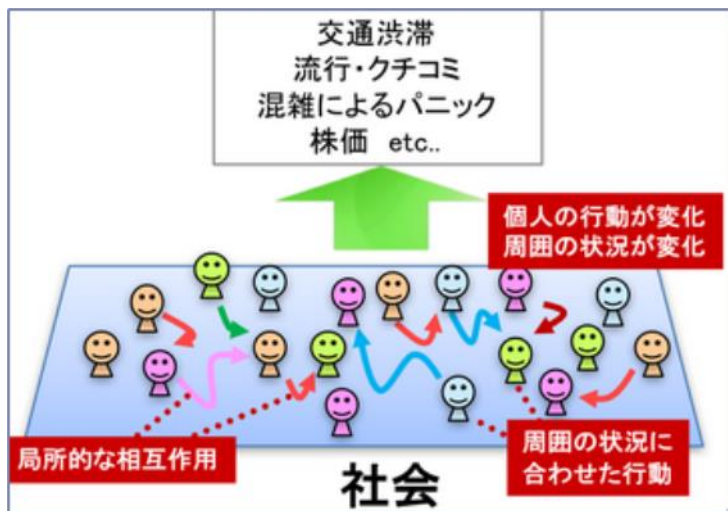 交通渋滞
流行・クチコミ
混雑によるパニック
株価 etc..
個人の行動が変化
周囲の状況が変化
局所的な相互作用
周囲の状況に
合わせた行動
社会